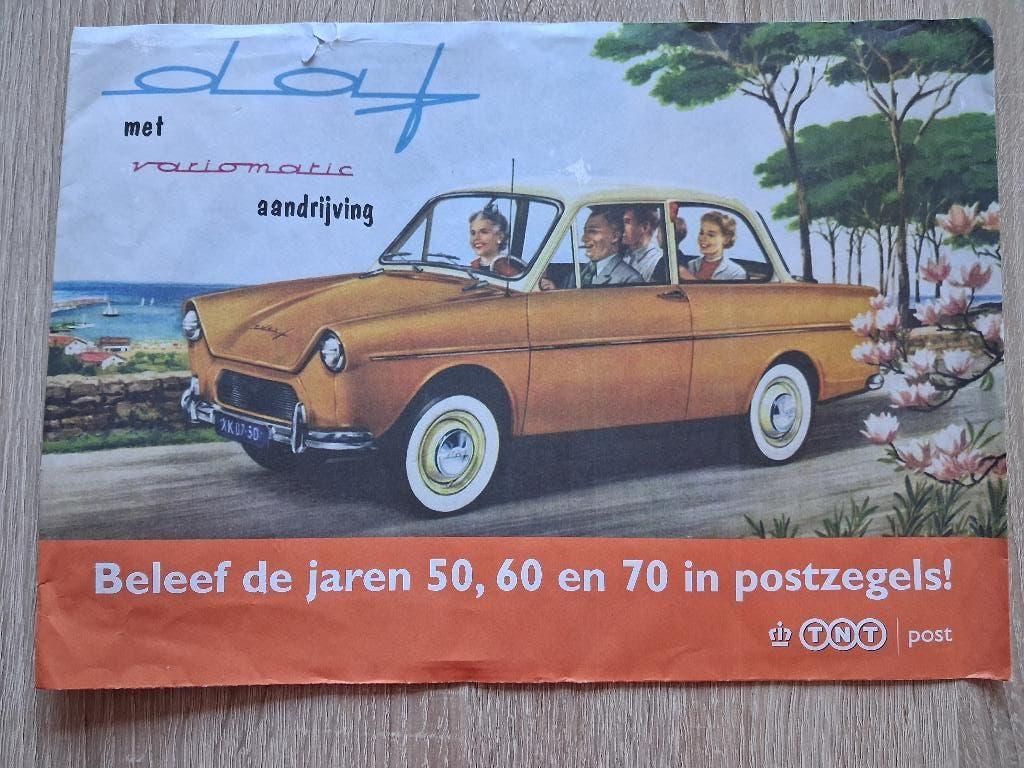 daf
met
variomatic
aandrijving
daf
XK-07-50
daf
Beleef de jaren 50, 60 en 70 in postzegels!
TNT post